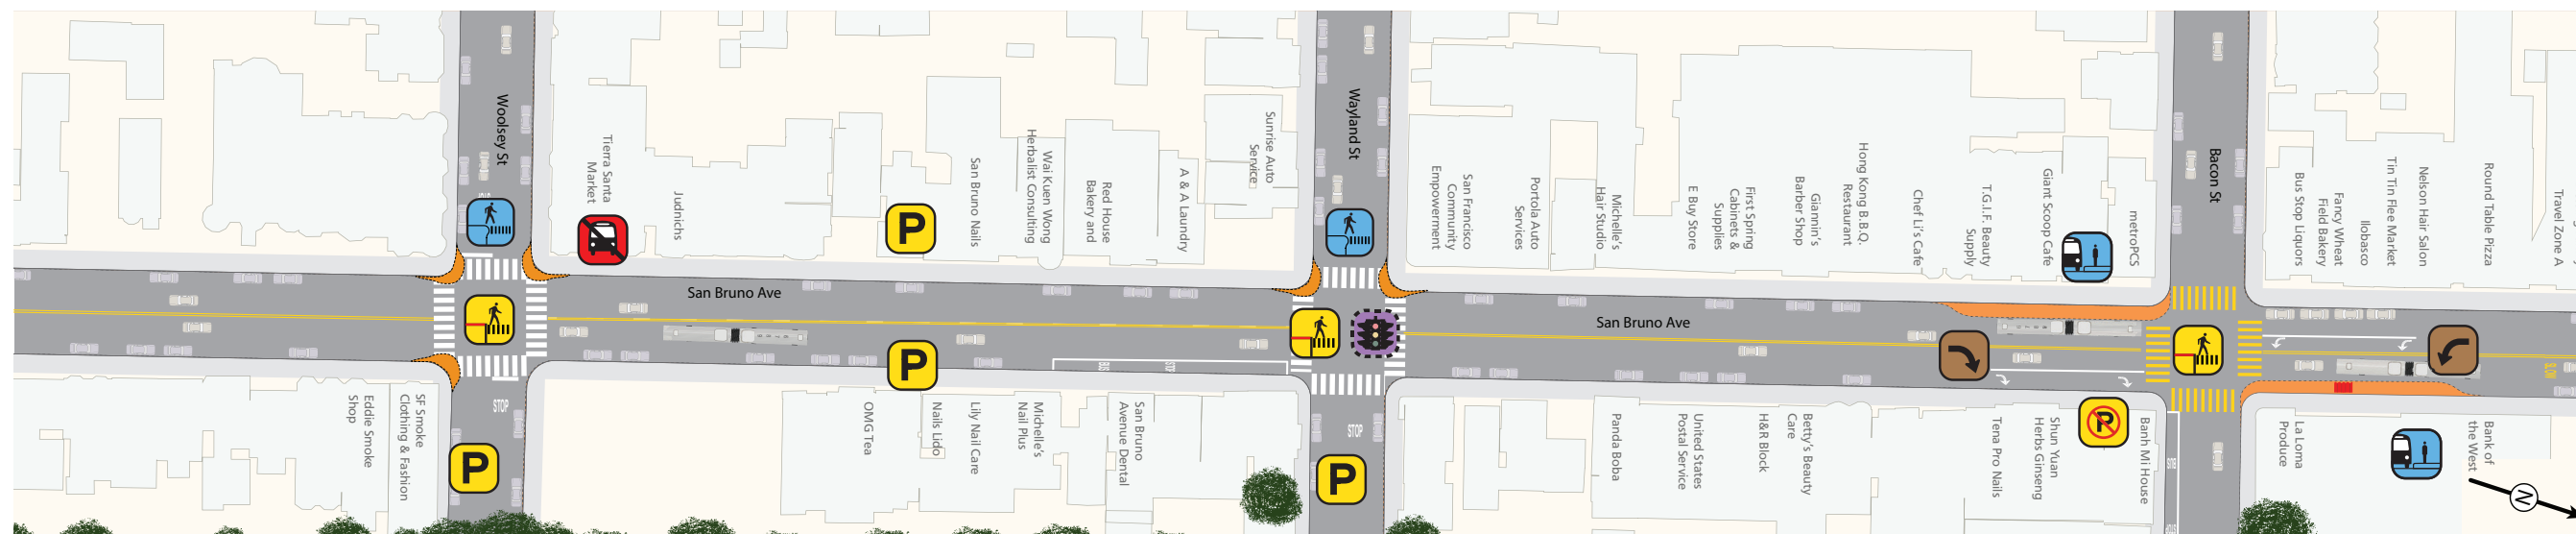 Woolsey St
Tierra Santa
Market
Judnichs
P
San Bruno Nails
Wai Kuen Wong
Herbalist Consulting
Red House
Bakery and
A & A Laundry
Sunrise Auto
Service
Wayland St
San Francisco
Community
Empowerment
Portola Auto
Services
Michelle's
Hair Studio
E Buy Store
First Spring
Cabinets &
Supplies
Giannin's
Barber Shop
Hong Kong B.B.Q.
Restaurant
Chef Li's Cafe
T.G.I.F. Beauty
Supply
Giant Scoop Cafe
metroPCS
Bacon St
Bus Stop Liquors
Fancy Wheat
Field Bakery
Ilobasco
Tin Tin Flee Market
Nelson Hair Salon
Round Table Pizza
Travel Zone A
San Bruno Ave
San Bruno Ave
P
BUS
STOP
SLOW
Eddie Smoke
Shop
SF Smoke
Clothing & Fashion
STOP
P
OMG Tea
Nails Lido
Lily Nail Care
Michelle's
Nail Plus
San Bruno
Avenue Dental
STOP
P
Panda Boba
United States
Postal Service
H&R Block
Betty's Beauty
Care
Tena Pro Nails
Shun Yuan
Herbs Ginseng
P
Banh Mi House
BUS
STOP
La Loma
Produce
Bank of
the West
N